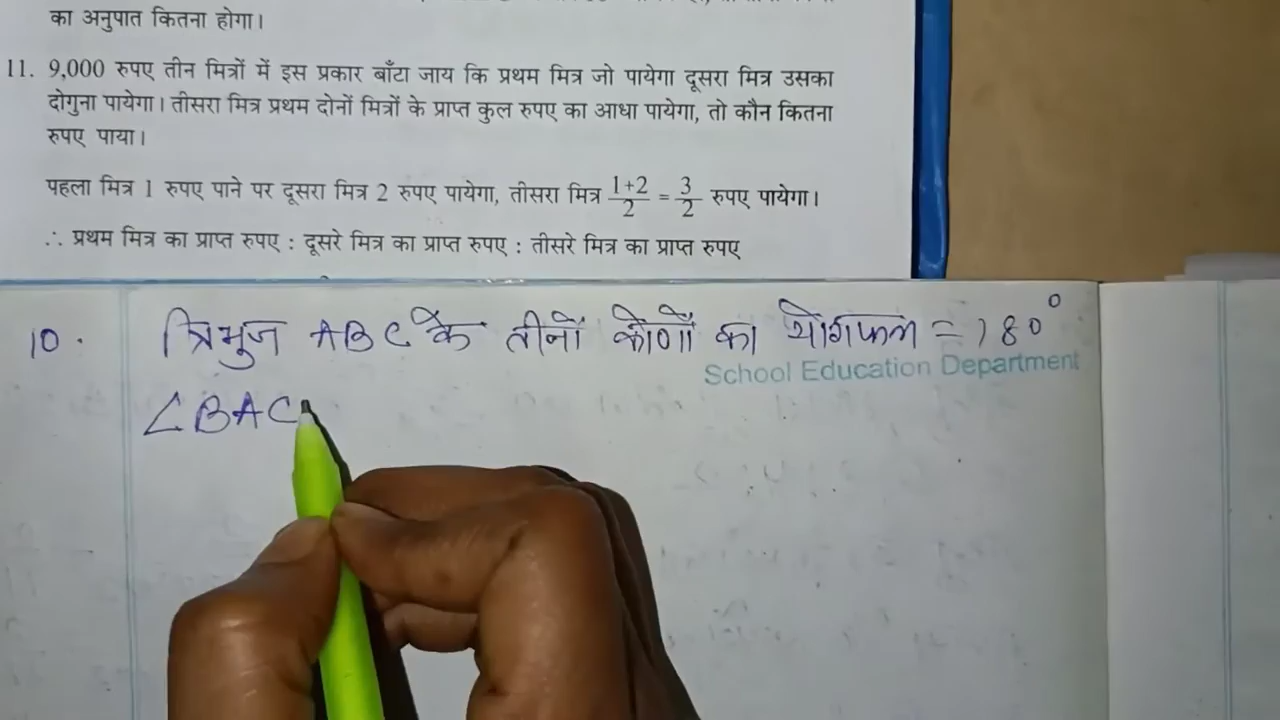 का अनुपात कितना होगा।
11. 9,000 रुपए तीन मित्रों में इस प्रकार बाँटा जाय कि प्रथम मित्र जो पायेगा दूसरा मित्र उसका
दोगुना पायेगा। तीसरा मित्र प्रथम दोनों मित्रों के प्राप्त कुल रुपए का आधा पायेगा, तो कौन कितना
रुपए पाया।
पहला मित्र 1 रुपए पाने पर दूसरा मित्र 2 रुपए पायेगा, तीसरा मित्र (1+2)/2 = 3/2 रुपए पायेगा।
∴ प्रथम मित्र का प्राप्त रुपए : दूसरे मित्र का प्राप्त रुपए : तीसरे मित्र का प्राप्त रुपए
10. त्रिभुज ABC के तीनों कोणों का योगफल = 180°
School Education Department
∠BAC